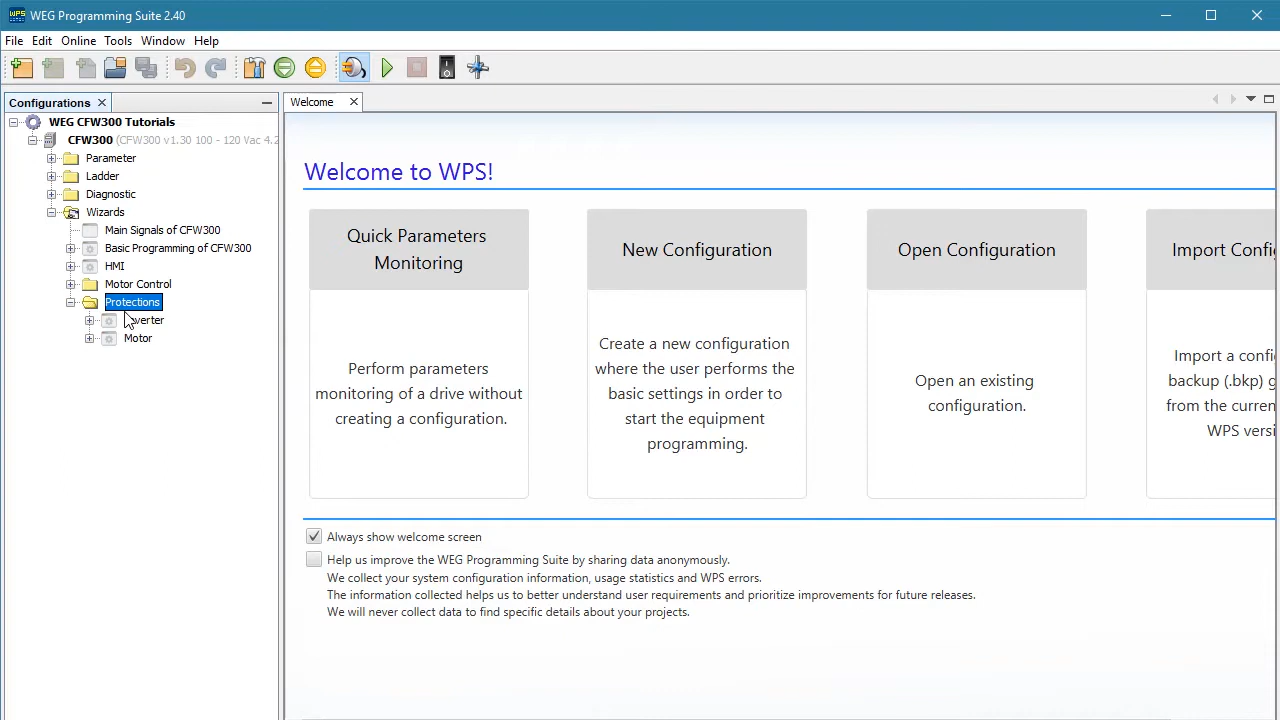 WPS
WEG Programming Suite 2.40
File Edit Online Tools Window Help
Configurations
Welcome
WEG CFW300 Tutorials
CFW300 (CFW300 v1.30 100 - 120 Vac 4.2
Parameter
Ladder
Diagnostic
Wizards
Main Signals of CFW300
Basic Programming of CFW300
HMI
Motor Control
Protections
verter
Motor
Welcome to WPS!
Quick Parameters
Monitoring
Perform parameters
monitoring of a drive without
creating a configuration.
New Configuration
Create a new configuration
where the user performs the
basic settings in order to
start the equipment
programming.
Open Configuration
Open an existing
configuration.
Import Config
Import a confi
backup (.bkp) g
from the curren
WPS versi
Always show welcome screen
Help us improve the WEG Programming Suite by sharing data anonymously.
We collect your system configuration information, usage statistics and WPS errors.
The information collected helps us to better understand user requirements and prioritize improvements for future releases.
We will never collect data to find specific details about your projects.